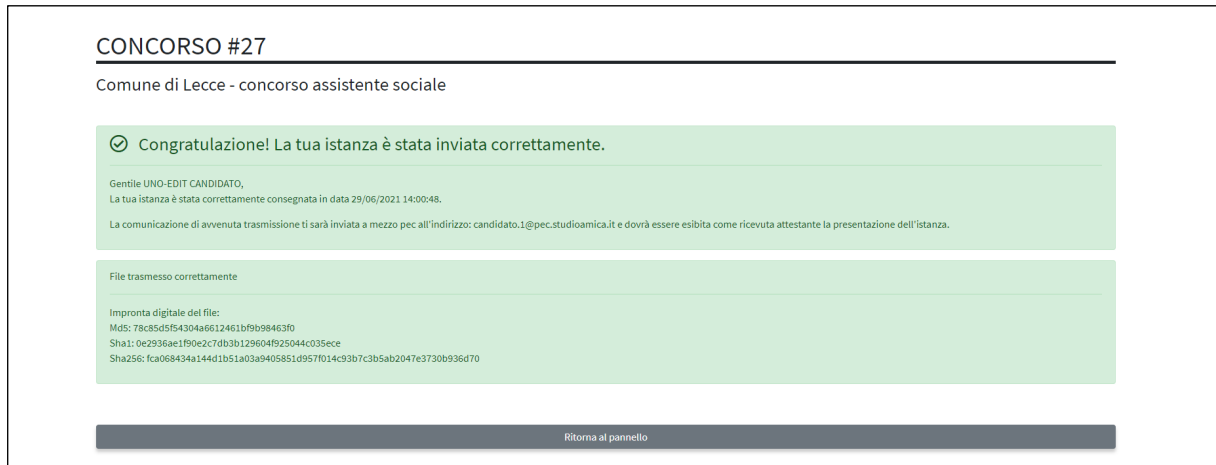 CONCORSO #27
Comune di Lecce - concorso assistente sociale
Congratulazione! La tua istanza è stata inviata correttamente.
Gentile UNO-EDIT CANDIDATO,
La tua istanza è stata correttamente consegnata in data 29/06/2021 14:00:48.
La comunicazione di avvenuta trasmissione ti sarà inviata a mezzo pec all'indirizzo: candidato.1@pec.studioamica.it e dovrà essere esibita come ricevuta attestante la presentazione dell'istanza.
File trasmesso correttamente
Impronta digitale del file:
Md5: 78c85d5f54304a6612461bf9b98463f0
Sha1: 0e2936ae1f90e2c7db3b129604f925044c035ece
Sha256: fca068434a144d1b51a03a9405851d957f014c93b7c3b5ab2047e3730b936d70
Ritorna al pannello